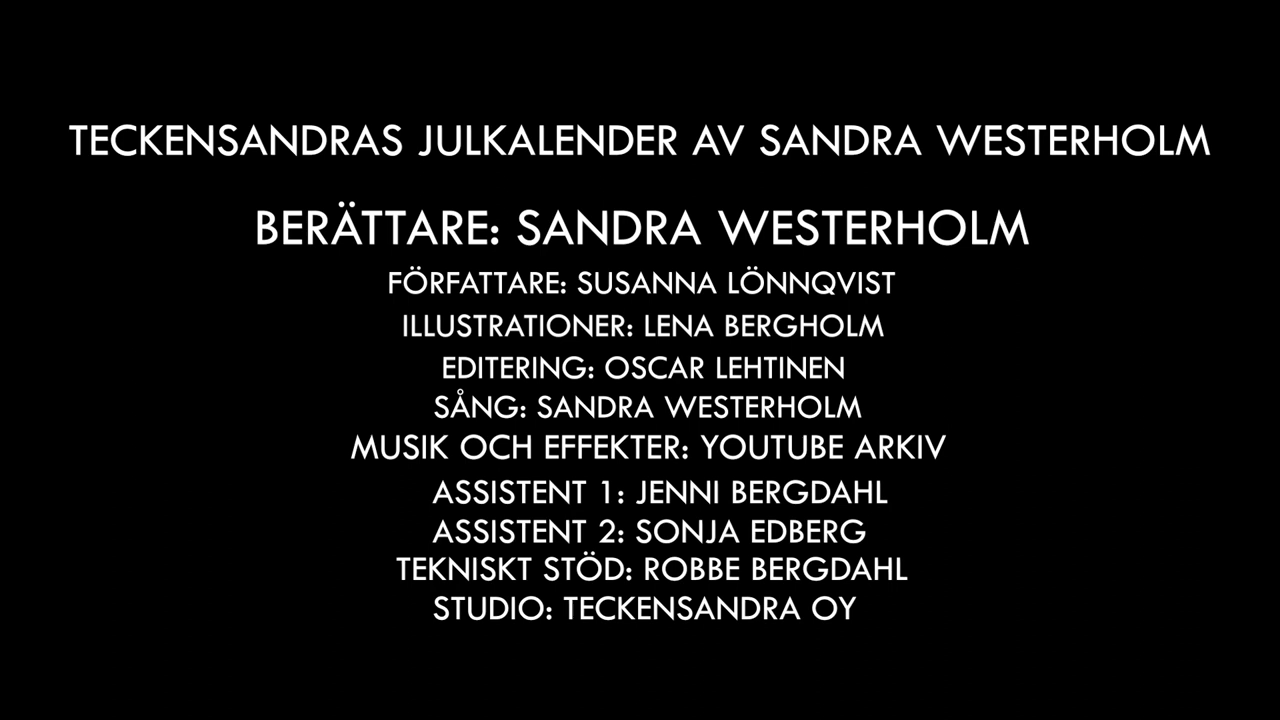 TECKENSANDRAS JULKALENDER AV SANDRA WESTERHOLM
BERÄTTARE: SANDRA WESTERHOLM
FÖRFATTARE: SUSANNA LÖNNQVIST
ILLUSTRATIONER: LENA BERGHOLM
EDITERING: OSCAR LEHTINEN
SÅNG: SANDRA WESTERHOLM
MUSIK OCH EFFEKTER: YOUTUBE ARKIV
ASSISTENT 1: JENNI BERGDAHL
ASSISTENT 2: SONJA EDBERG
TEKNISKT STÖD: ROBBE BERGDAHL
STUDIO: TECKENSANDRA OY